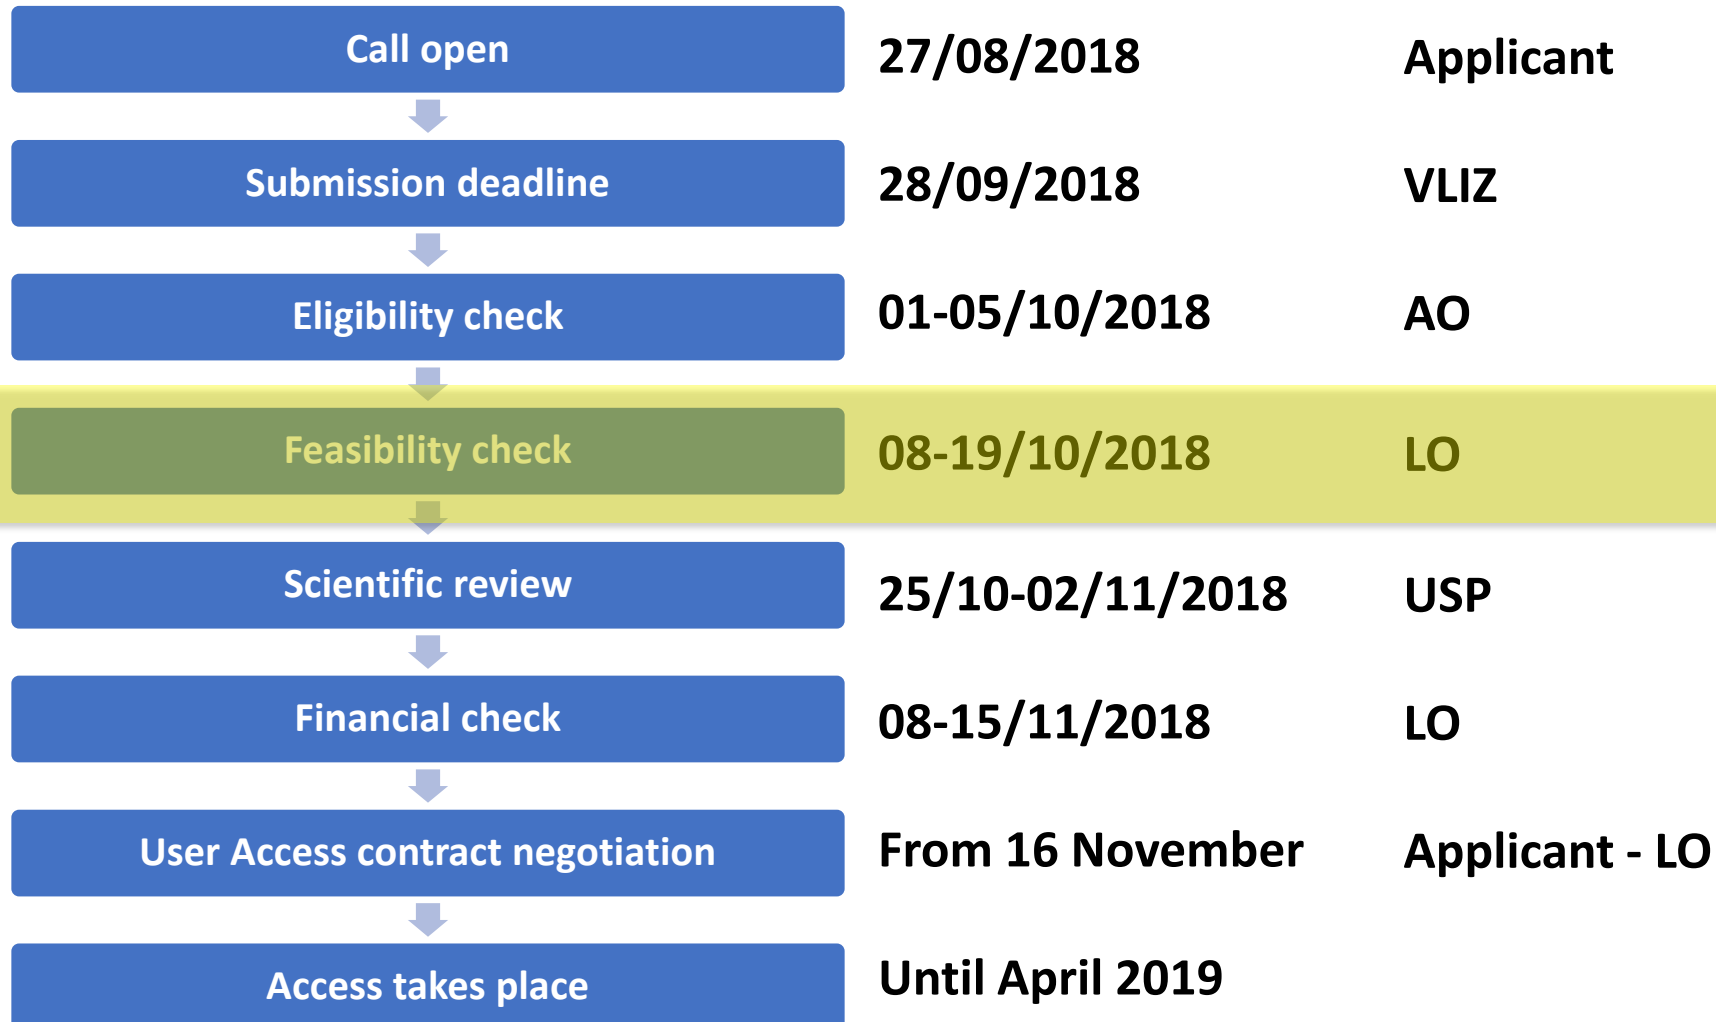 Call open 27/08/2018 Applicant
Submission deadline 28/09/2018 VLIZ
Eligibility check 01-05/10/2018 AO
Feasibility check 08-19/10/2018 LO
Scientific review 25/10-02/11/2018 USP
Financial check 08-15/11/2018 LO
User Access contract negotiation From 16 November Applicant - LO
Access takes place Until April 2019